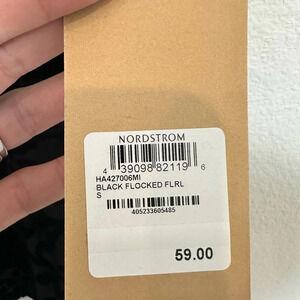 NORDSTROM
4 39098 82119 6
HA427006MI
BLACK FLOCKED FLRL
S
405233605485
59.00